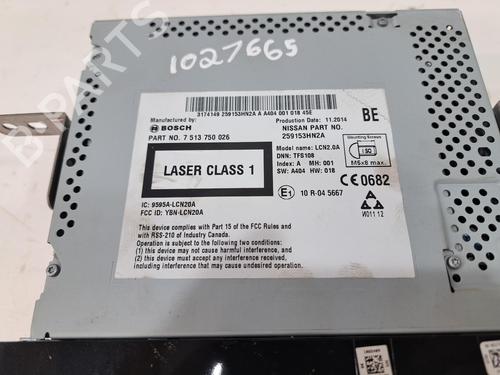 B-PARTS
1027665
3174149 259153HN2A A A404 001 018 45E
Manufactured by:
BOSCH
PART NO. 7 513 750 026
Production Date: 11.2014
NISSAN PART NO.
259153HN2A
BE
LASER CLASS 1
Model name: LCN2.0A
DNN: TFS108
Index: A MH: 001
SW: A404 HW: 018
Mounting Screws
M5x8 max.
E1 10 R-04 5667
CE0682
IC: 9595A-LCN20A
FCC ID: YBN-LCN20A
This device complies with Part 15 of the FCC Rules and
with RSS-210 of Industry Canada.
Operation is subject to the following two conditions:
(1) this device may not cause harmful interference, and
(2) this device must accept any interference received,
including interference that may cause undesired operation.